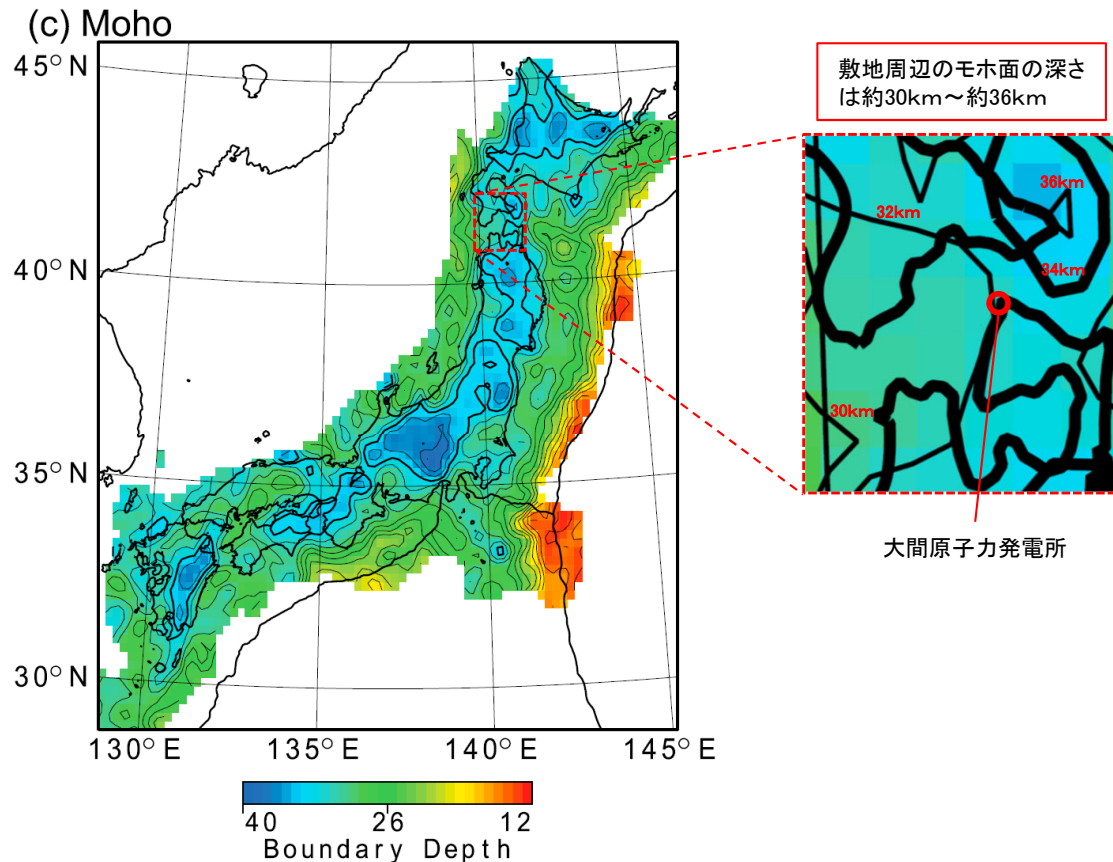 (c) Moho
45° N
40° N
35° N
30° N
130° E
135° E
140° E
145° E
40
26
12
Boundary Depth
敷地周辺のモホ面の深さ
は約30km～約36km
36km
32km
34km
30km
大間原子力発電所